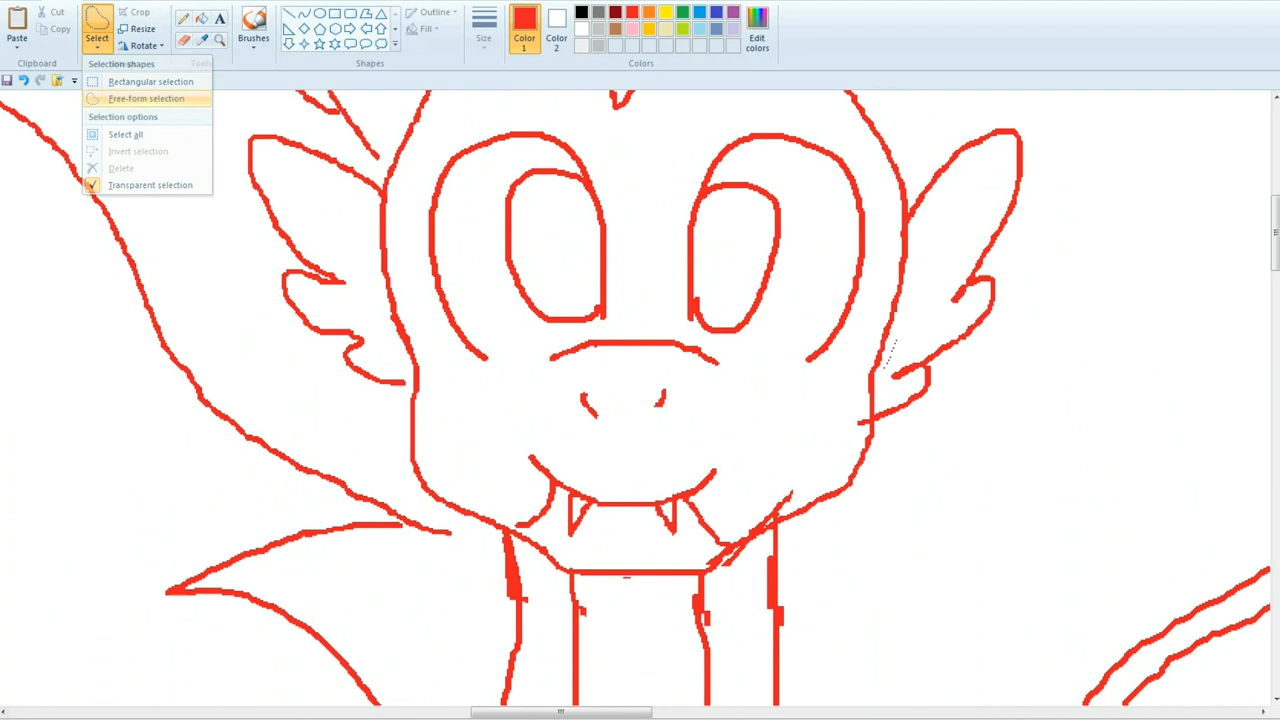 Paste
Cut
Copy
Clipboard
Select
Crop
Resize
Rotate
A
Brushes
Shapes
Outline
Fill
Size
Color
1
Color
2
Edit
colors
Colors
Selection shapes
Rectangular selection
Free-form selection
Selection options
Select all
Invert selection
Delete
Transparent selection